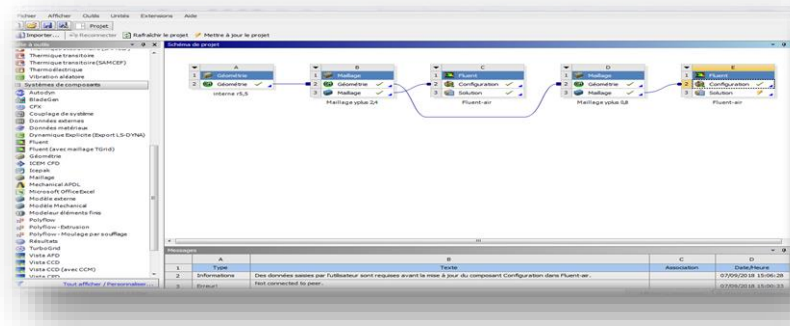 Fichier Afficher Outils Unités Extensions Aide
Projet
Importer... Reconnecter Rafraîchir le projet Mettre à jour le projet
Schéma de projet
Thermique transitoire
Thermique transitoire(SAMCEF)
Thermoélectrique
Vibration aléatoire
Systèmes de composants
Autodyn
BladeGen
CFX
Couplage de système
Données externes
Données matériaux
Dynamique Explicite (Export LS-DYNA)
Fluent
Fluent (avec maillage TGrid)
Géométrie
ICEM CFD
Icepak
Maillage
Mechanical APDL
Microsoft Office Excel
Modèle externe
Modèle Mechanical
Modeleur éléments finis
Polyflow
Polyflow - Extrusion
Polyflow - Moulage par soufflage
Résultats
TurboGrid
Vista AFD
Vista CCD
Vista CCD (avec CCM)
Vista CPD
Tout afficher / Personnaliser...
A
1 Géométrie
2 Géométrie
interne r5,5
B
1 Maillage
2 Géométrie
3 Maillage
Maillage yplus 2,4
C
1 Fluent
2 Configuration
3 Solution
Fluent-air
D
1 Maillage
2 Géométrie
3 Maillage
Maillage yplus 0,8
E
1 Fluent
2 Configuration
3 Solution
Fluent-air
Messages
A B C D
1 Type Texte Association Date/Heure
2 Informations Des données saisies par l'utilisateur sont requises avant la mise à jour du composant Configuration dans Fluent-air. 07/09/2018 15:06:28
3 Erreur! Not connected to peer. 07/09/2018 15:06:33